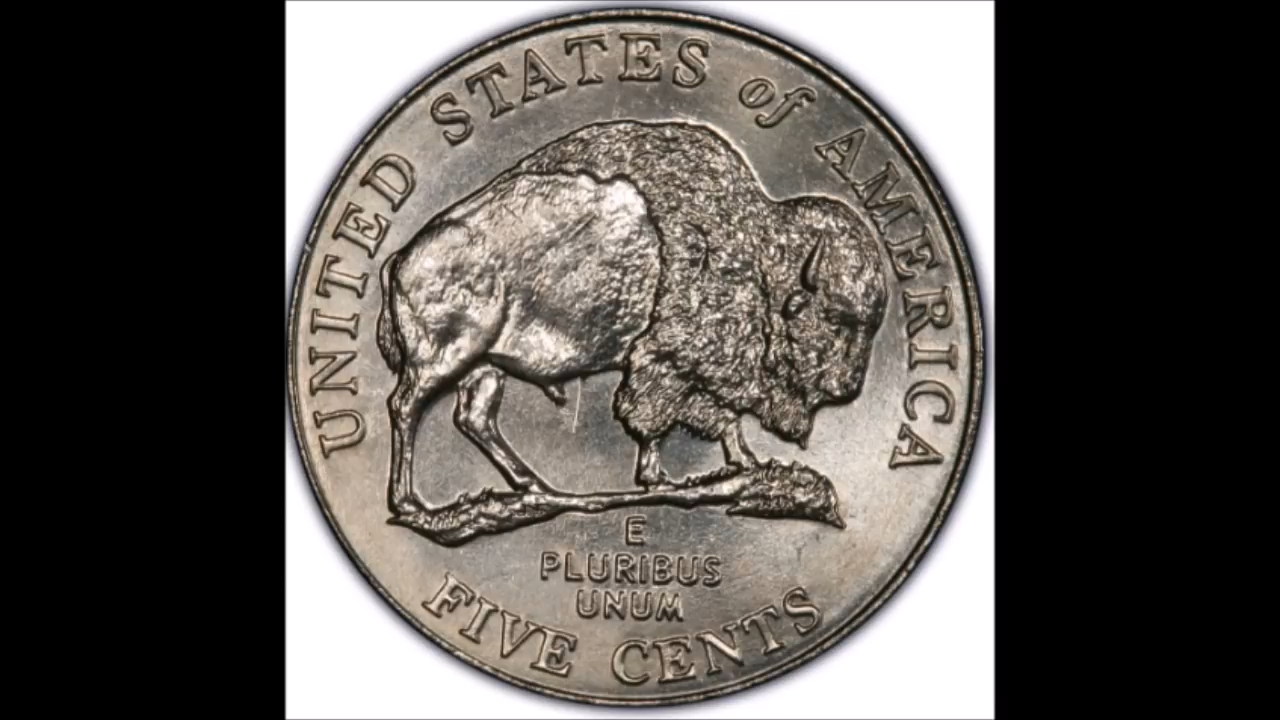 UNITED STATES of AMERICA
E
PLURIBUS
UNUM
FIVE CENTS